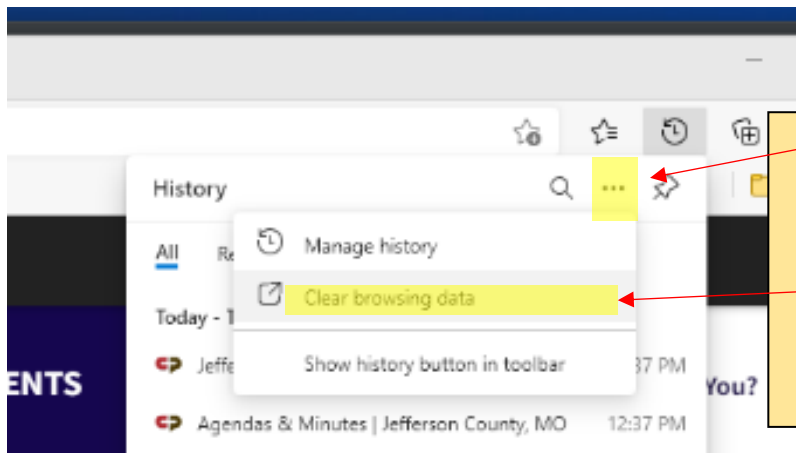 History
All Re
Manage history
Clear browsing data
Today - 1
Jeffe
Show history button in toolbar
37 PM
ENTS
You?
Agendas & Minutes | Jefferson County, MO 12:37 PM